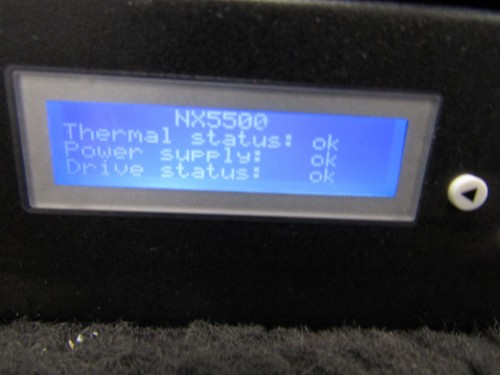 NX5500
Thermal status: ok
Power supply: ok
Drive status: ok